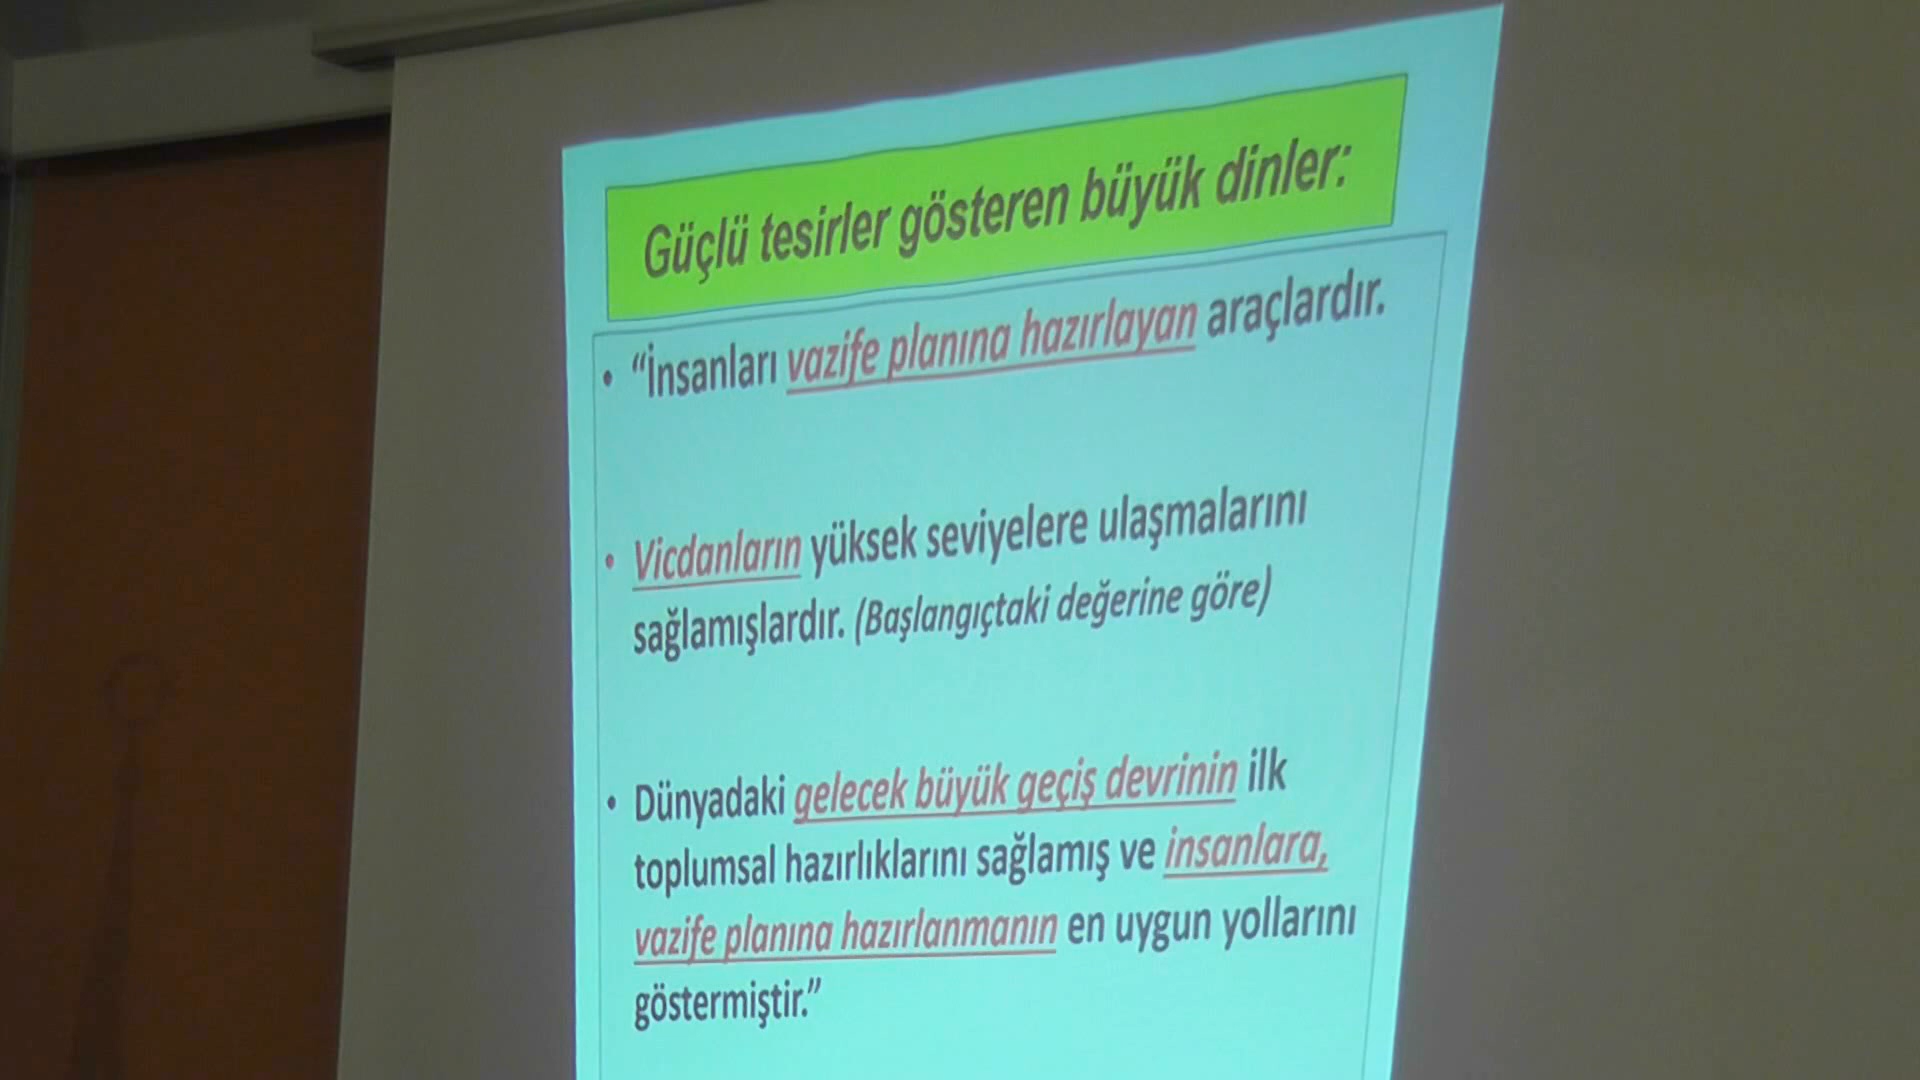 Güçlü tesirler gösteren büyük dinler:
• “İnsanları vazife planına hazırlayan araçlardır.
• Vicdanların yüksek seviyelere ulaşmalarını
sağlamışlardır. (Başlangıçtaki değerine göre)
• Dünyadaki gelecek büyük geçiş devrinin ilk
toplumsal hazırlıklarını sağlamış ve insanlara,
vazife planına hazırlanmanın en uygun yollarını
göstermiştir.”